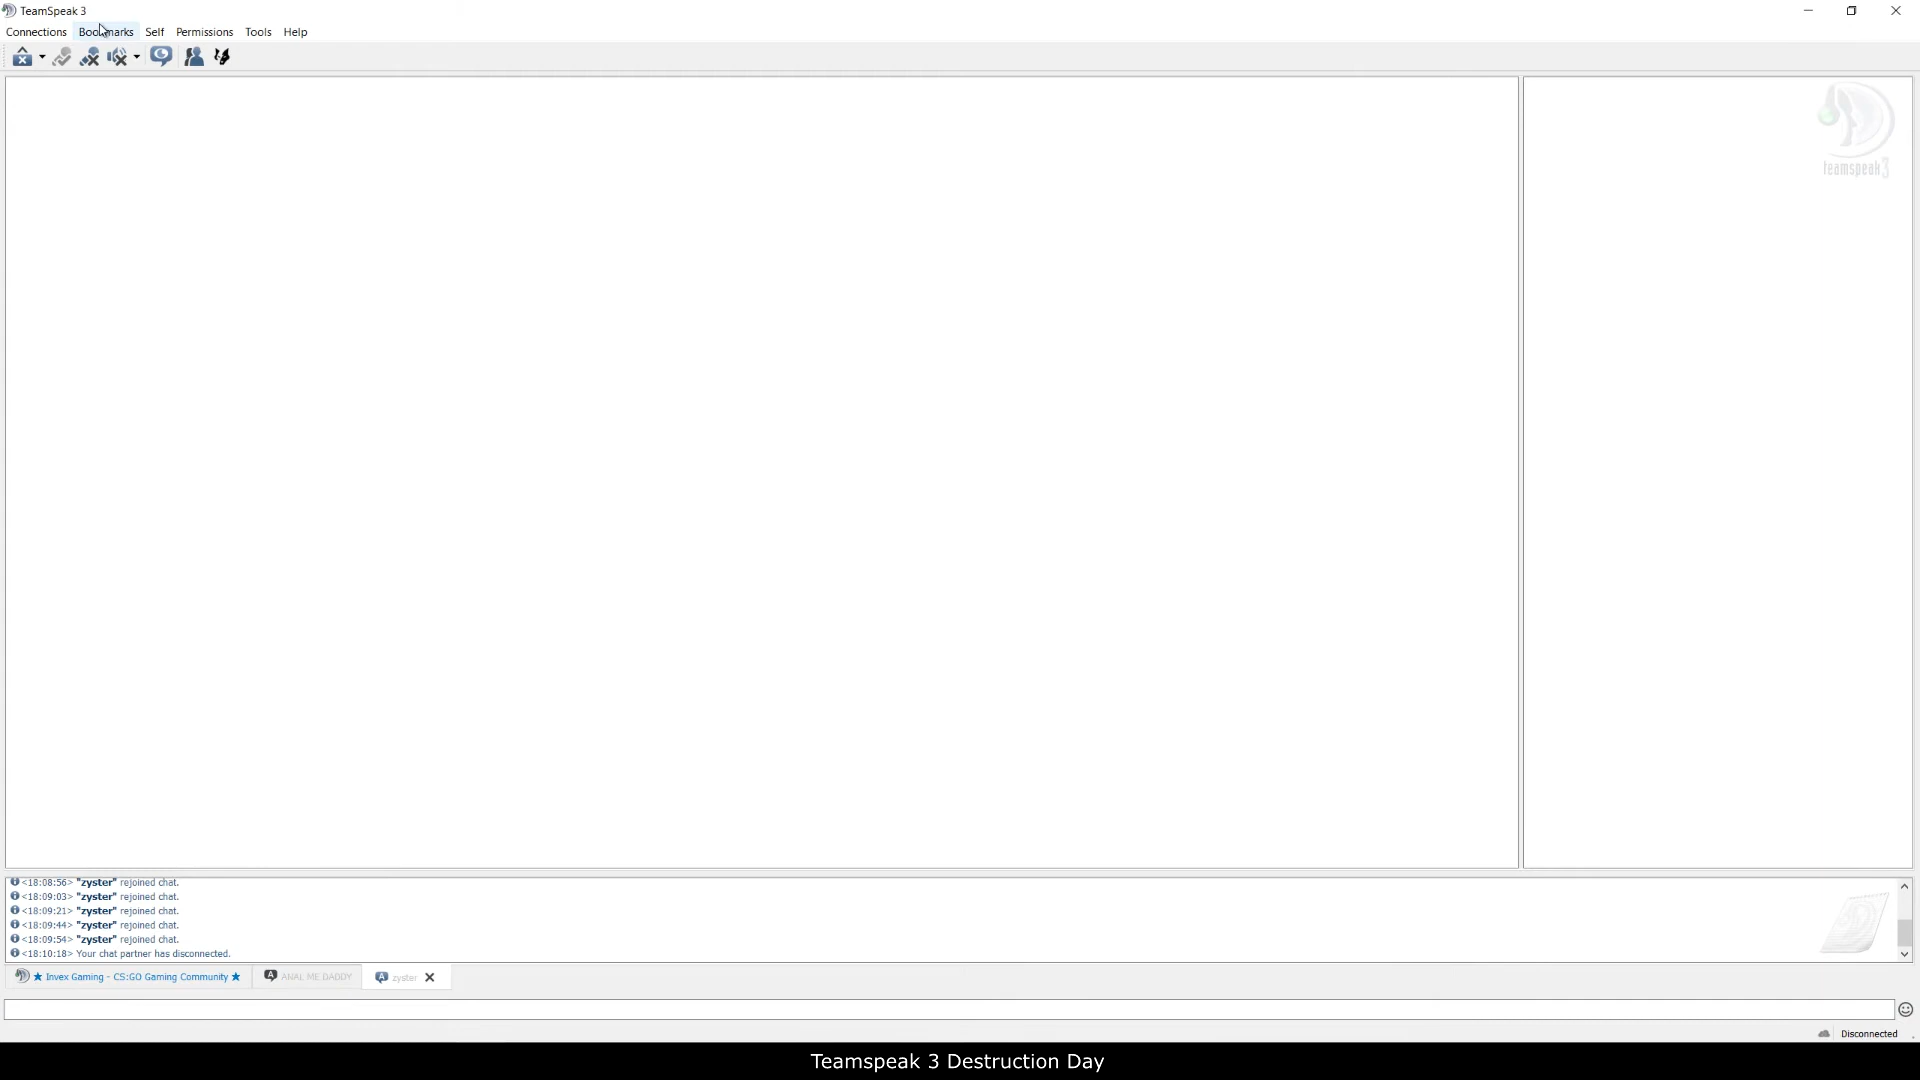 TeamSpeak 3
Connections Bookmarks Self Permissions Tools Help
teamspeak 3
<18:08:56> "zyster" rejoined chat.
<18:09:03> "zyster" rejoined chat.
<18:09:21> "zyster" rejoined chat.
<18:09:44> "zyster" rejoined chat.
<18:09:54> "zyster" rejoined chat.
<18:10:18> Your chat partner has disconnected.
★ Invex Gaming - CS:GO Gaming Community ★ ANAL ME DADDY zyster
Disconnected
Teamspeak 3 Destruction Day